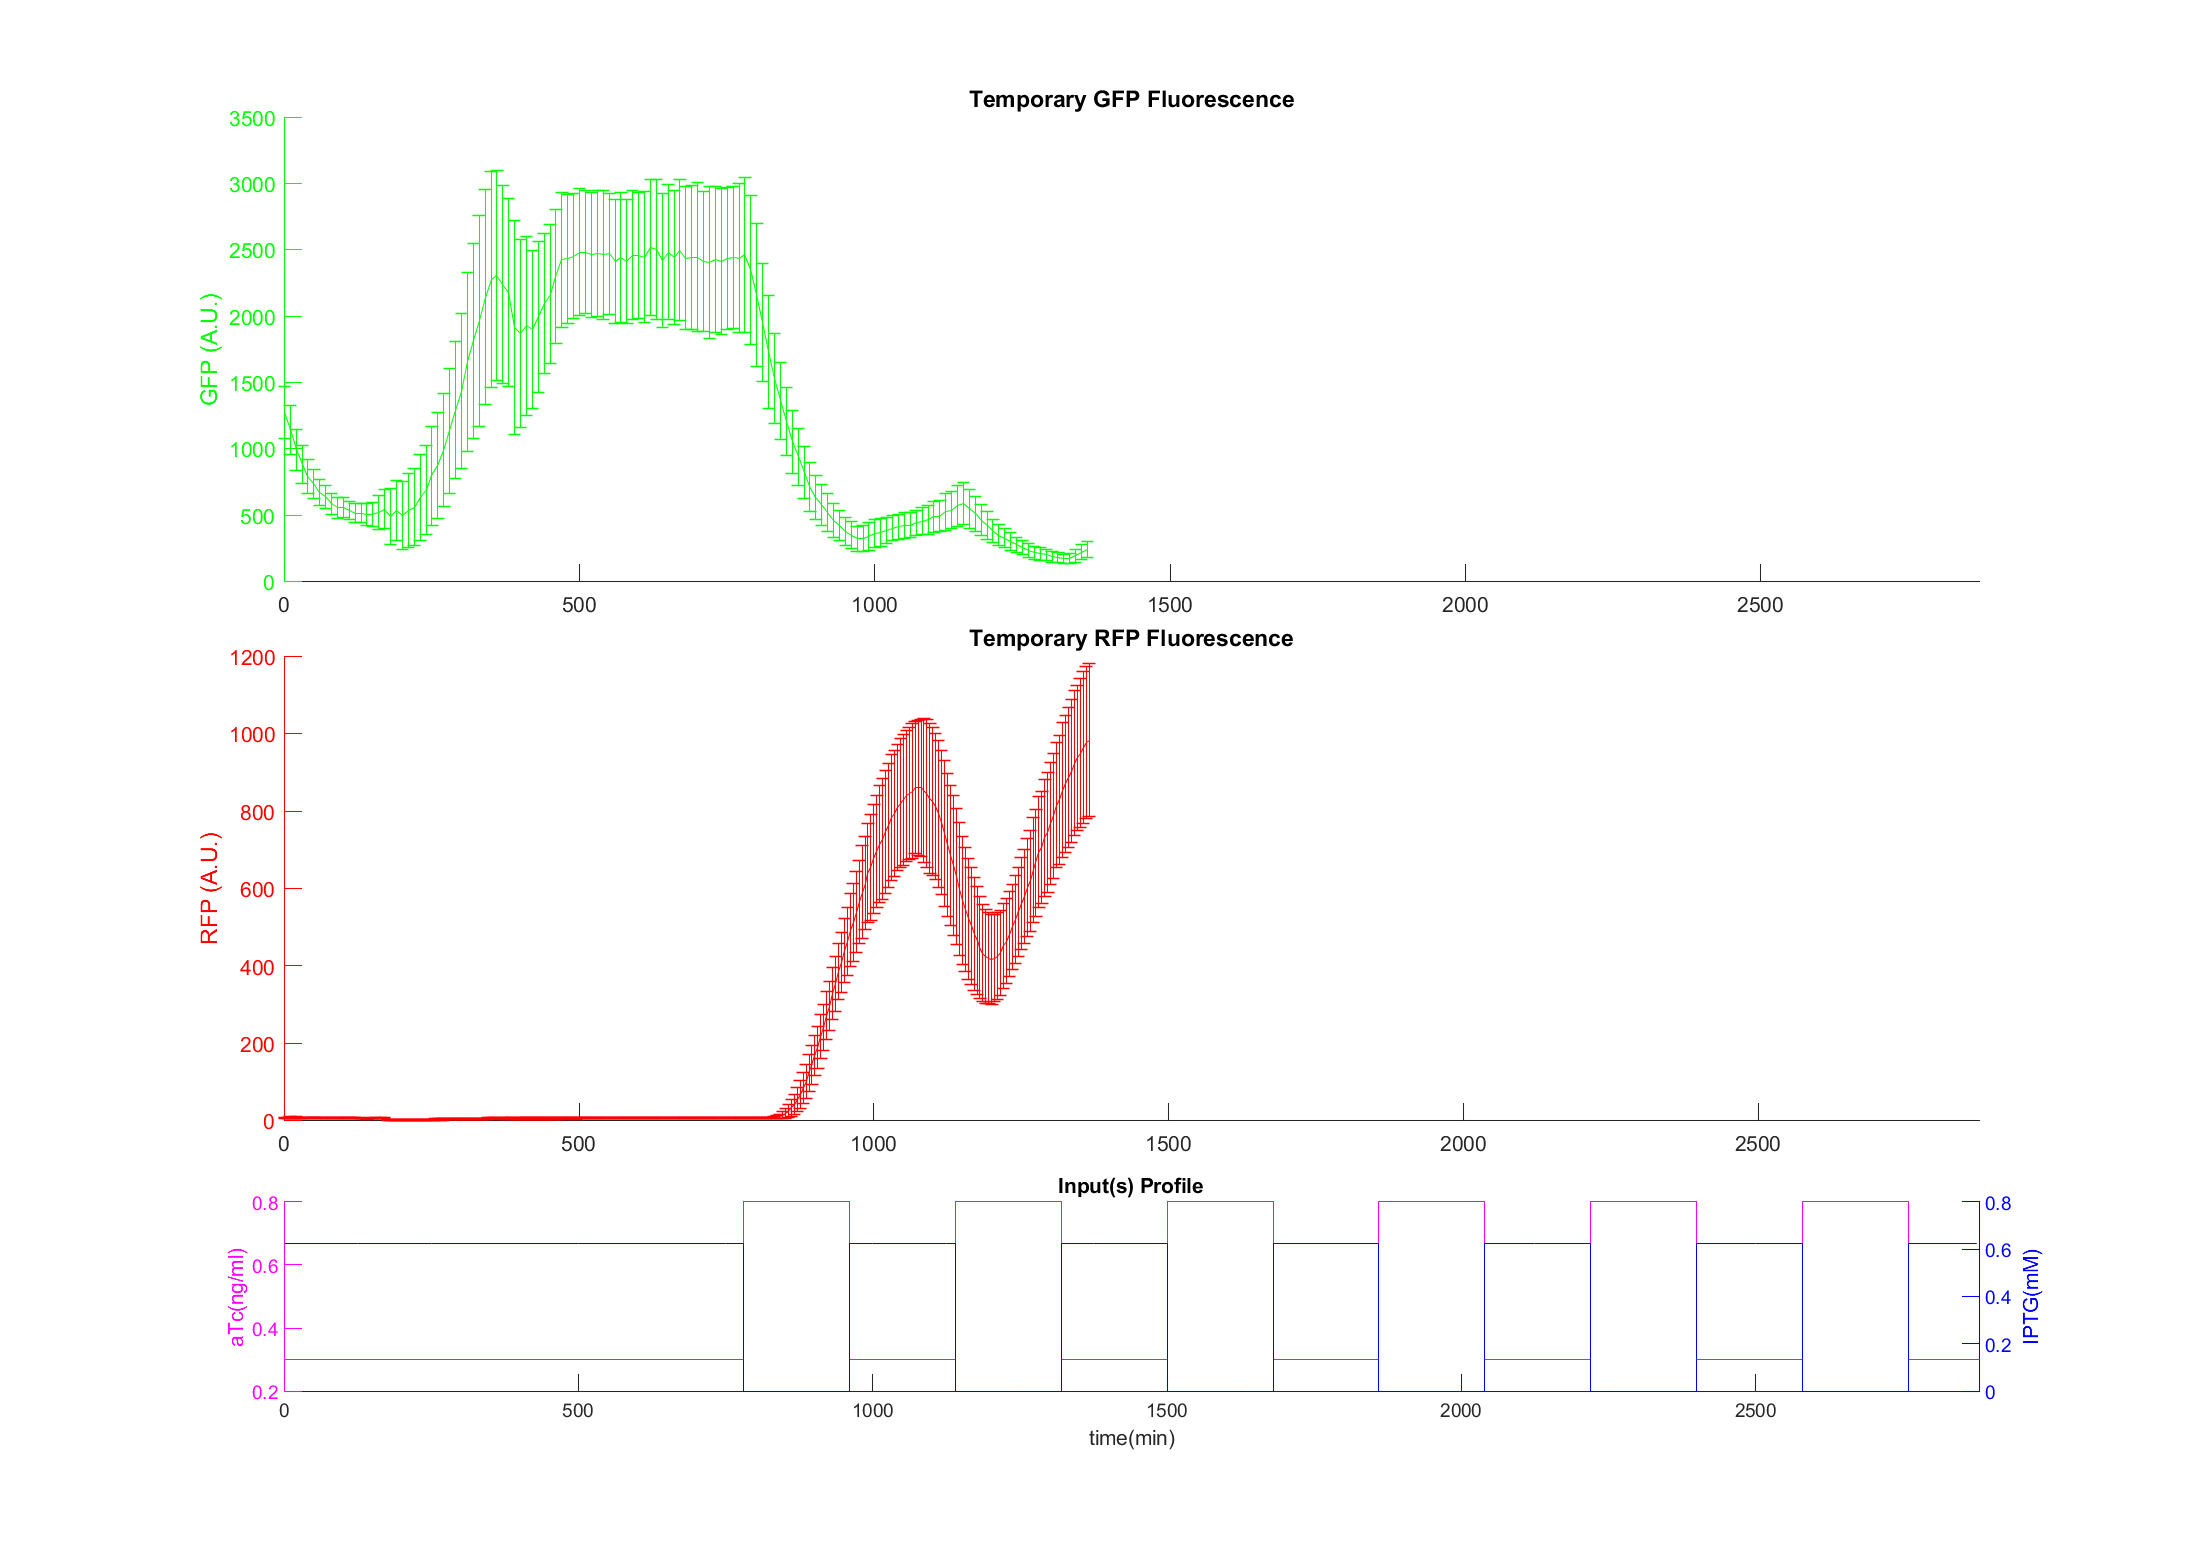 Temporary GFP Fluorescence
3500
3000
2500
2000
1500
1000
500
0
GFP (A.U.)
0 500 1000 1500 2000 2500
Temporary RFP Fluorescence
1200
1000
800
600
400
200
0
RFP (A.U.)
0 500 1000 1500 2000 2500
Input(s) Profile
0.8
0.6
0.4
0.2
aTc(ng/ml)
0.8
0.6
0.4
0.2
0
IPTG(mM)
0 500 1000 1500 2000 2500
time(min)